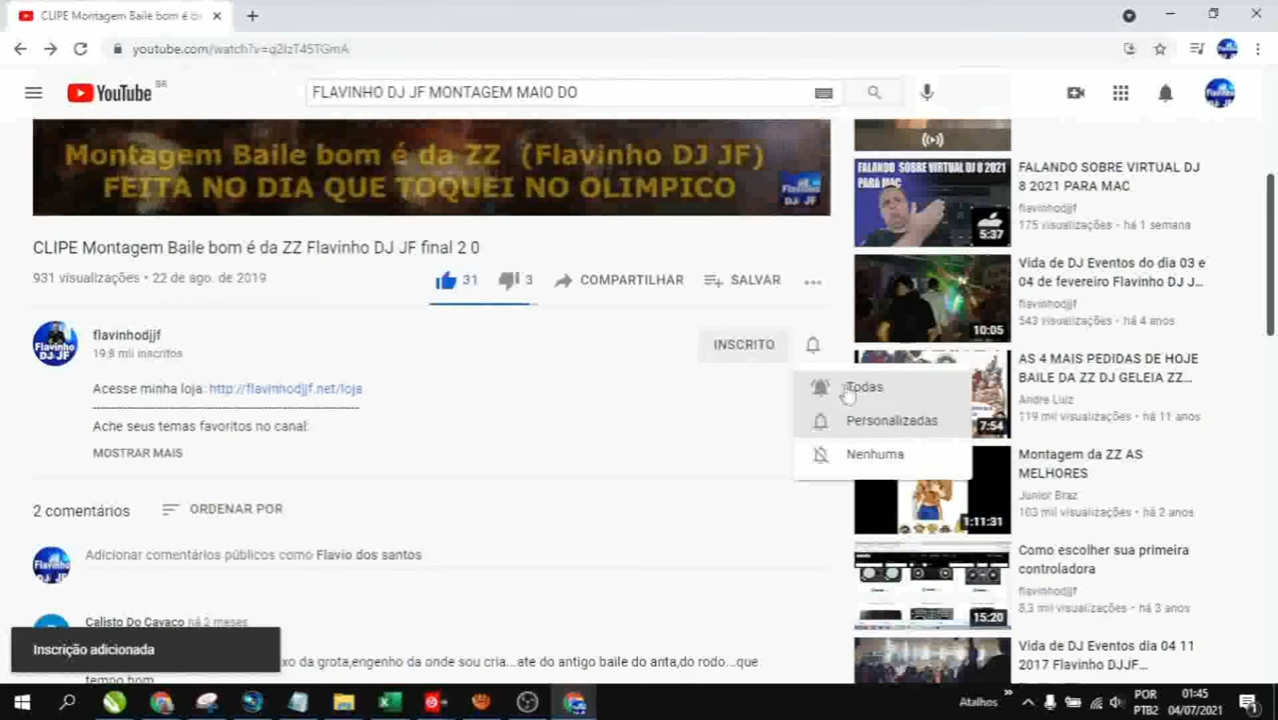 CLIPE Montagem Baile bom é da
youtube.com/watch?v=q2IzT45TGmA
YouTube BR
FLAVINHO DJ JF MONTAGEM MAIO DO
Montagem Baile bom é da ZZ (Flavinho DJ JF)
FEITA NO DIA QUE TOQUEI NO OLIMPICO
CLIPE Montagem Baile bom é da ZZ Flavinho DJ JF final 2 0
931 visualizações • 22 de ago. de 2019
31
3
COMPARTILHAR
SALVAR
flavinhodjjf
19,8 mil inscritos
INSCRITO
Todas
Personalizadas
Nenhuma
Acesse minha loja: http://flavinhodjjf.net/loja
Ache seus temas favoritos no canal:
MOSTRAR MAIS
2 comentários
ORDENAR POR
Adicionar comentários públicos como Flavio dos santos
Calisto Do Cavaco há 2 meses
xo da grota,engenho da onde sou cria...ate do antigo baile do anta,do rodo...que
tempo bom
Inscrição adicionada
FALANDO SOBRE VIRTUAL DJ 8 2021
PARA MAC
5:37
FALANDO SOBRE VIRTUAL DJ
8 2021 PARA MAC
flavinhodjjf
175 visualizações • há 1 semana
10:05
Vida de DJ Eventos do dia 03 e
04 de fevereiro Flavinho DJ J...
flavinhodjjf
543 visualizações • há 4 anos
7:54
AS 4 MAIS PEDIDAS DE HOJE
BAILE DA ZZ DJ GELEIA ZZ...
Andre Luiz
119 mil visualizações • há 11 anos
1:11:31
Montagem da ZZ AS
MELHORES
Junior Braz
103 mil visualizações • há 2 anos
15:20
Como escolher sua primeira
controladora
flavinhodjjf
8,3 mil visualizações • há 3 anos
Vida de DJ Eventos dia 04 11
2017 Flavinho DJJF...
Atalhos
POR
PTB2
01:45
04/07/2021